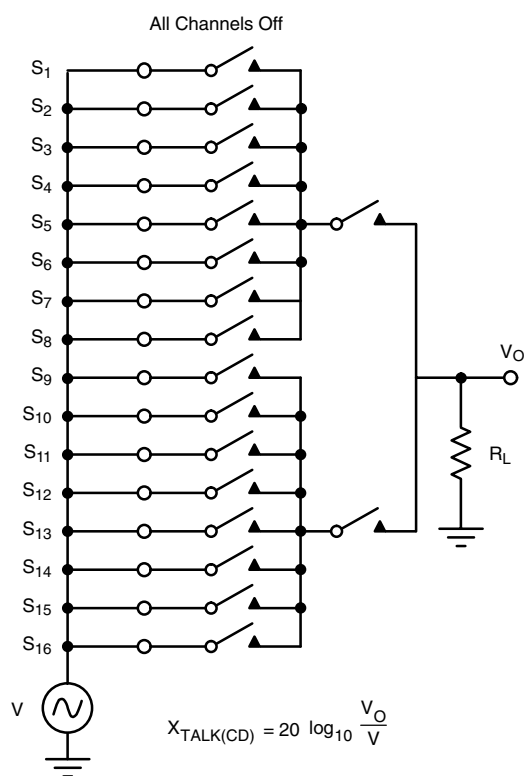 All Channels Off
S1
S2
S3
S4
S5
S6
S7
S8
S9
VO
S10
S11
RL
S12
S13
S14
S15
S16
V
XTALK(CD) = 20 log10 VO/V